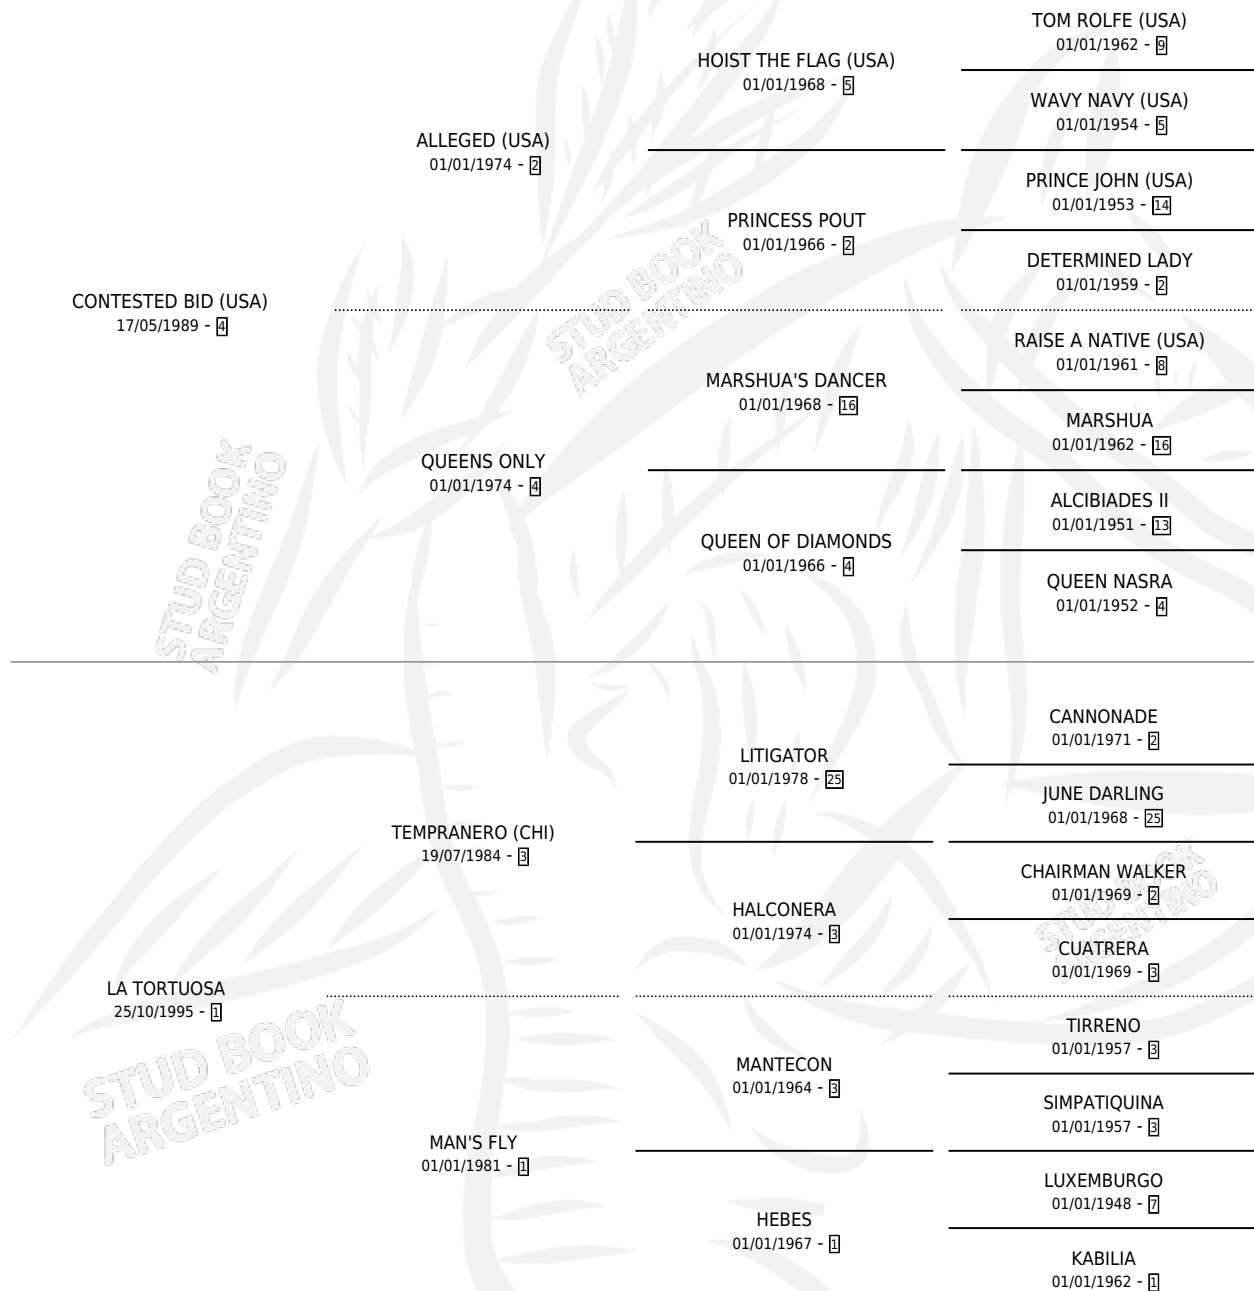 TOM ROLFE (USA)
01/01/1962 - 9
HOIST THE FLAG (USA)
01/01/1968 - 5
WAVY NAVY (USA)
01/01/1954 - 5
ALLEGED (USA)
01/01/1974 - 2
PRINCE JOHN (USA)
01/01/1953 - 14
PRINCESS POUT
01/01/1966 - 2
DETERMINED LADY
01/01/1959 - 2
CONTESTED BID (USA)
17/05/1989 - 4
RAISE A NATIVE (USA)
01/01/1961 - 8
MARSHUA'S DANCER
01/01/1968 - 16
MARSHUA
01/01/1962 - 16
QUEENS ONLY
01/01/1974 - 4
ALCIBIADES II
01/01/1951 - 13
QUEEN OF DIAMONDS
01/01/1966 - 4
QUEEN NASRA
01/01/1952 - 4
CANNONADE
01/01/1971 - 2
LITIGATOR
01/01/1978 - 25
JUNE DARLING
01/01/1968 - 25
TEMPRANERO (CHI)
19/07/1984 - 3
CHAIRMAN WALKER
01/01/1969 - 2
HALCONERA
01/01/1974 - 3
CUATRERA
01/01/1969 - 3
LA TORTUOSA
25/10/1995 - 1
TIRRENO
01/01/1957 - 3
MANTECON
01/01/1964 - 3
SIMPATIQUINA
01/01/1957 - 3
MAN'S FLY
01/01/1981 - 1
LUXEMBURGO
01/01/1948 - 7
HEBES
01/01/1967 - 1
KABILIA
01/01/1962 - 1
STUD BOOK
ARGENTINO
STUD BOOK
ARGENTINO
STUD BOOK
ARGENTINO
STUD BOOK
ARGENTINO